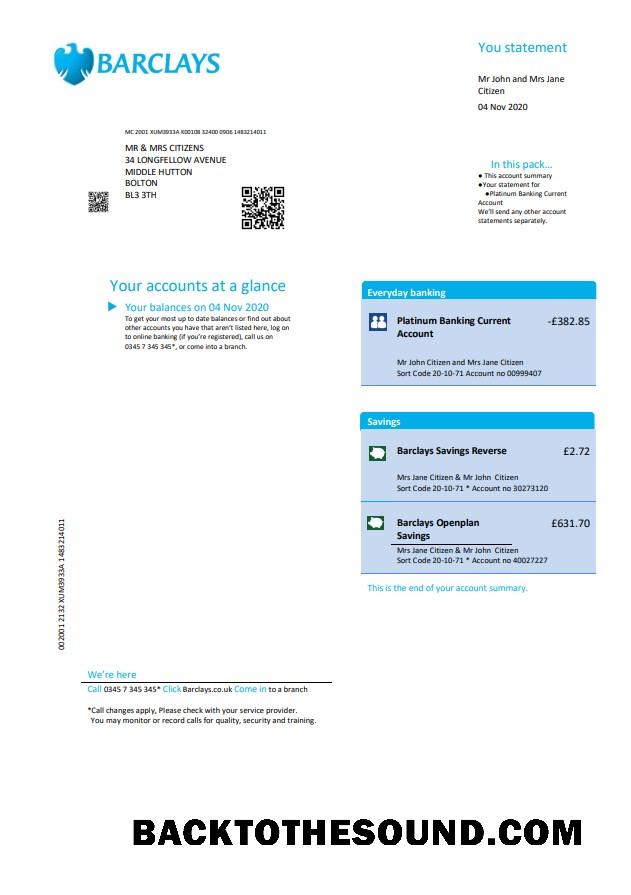 BARCLAYS
You statement
Mr John and Mrs Jane
Citizen
04 Nov 2020
MC 2001 XUM3933A K00108 32400 0906 1483214011
MR & MRS CITIZENS
34 LONGFELLOW AVENUE
MIDDLE HUTTON
BOLTON
BL3 3TH
In this pack...
● This account summary
●Your statement for
●Platinum Banking Current
Account
We'll send any other account
statements separately.
Your accounts at a glance
Your balances on 04 Nov 2020
To get your most up to date balances or find out about
other accounts you have that aren't listed here, log on
to online banking (if you're registered), call us on
0345 7 345 345*, or come into a branch.
Everyday banking
Platinum Banking Current -£382.85
Account
Mr John Citizen and Mrs Jane Citizen
Sort Code 20-10-71 Account no 00999407
Savings
Barclays Savings Reverse £2.72
Mrs Jane Citizen & Mr John Citizen
Sort Code 20-10-71 * Account no 30273120
Barclays Openplan £631.70
Savings
Mrs Jane Citizen & Mr John Citizen
Sort Code 20-10-71 * Account no 40027227
This is the end of your account summary.
002001 2132 XUM3933A 1483214011
We're here
Call 0345 7 345 345* Click Barclays.co.uk Come in to a branch
*Call changes apply, Please check with your service provider.
You may monitor or record calls for quality, security and training.
BACKTOTHESOUND.COM